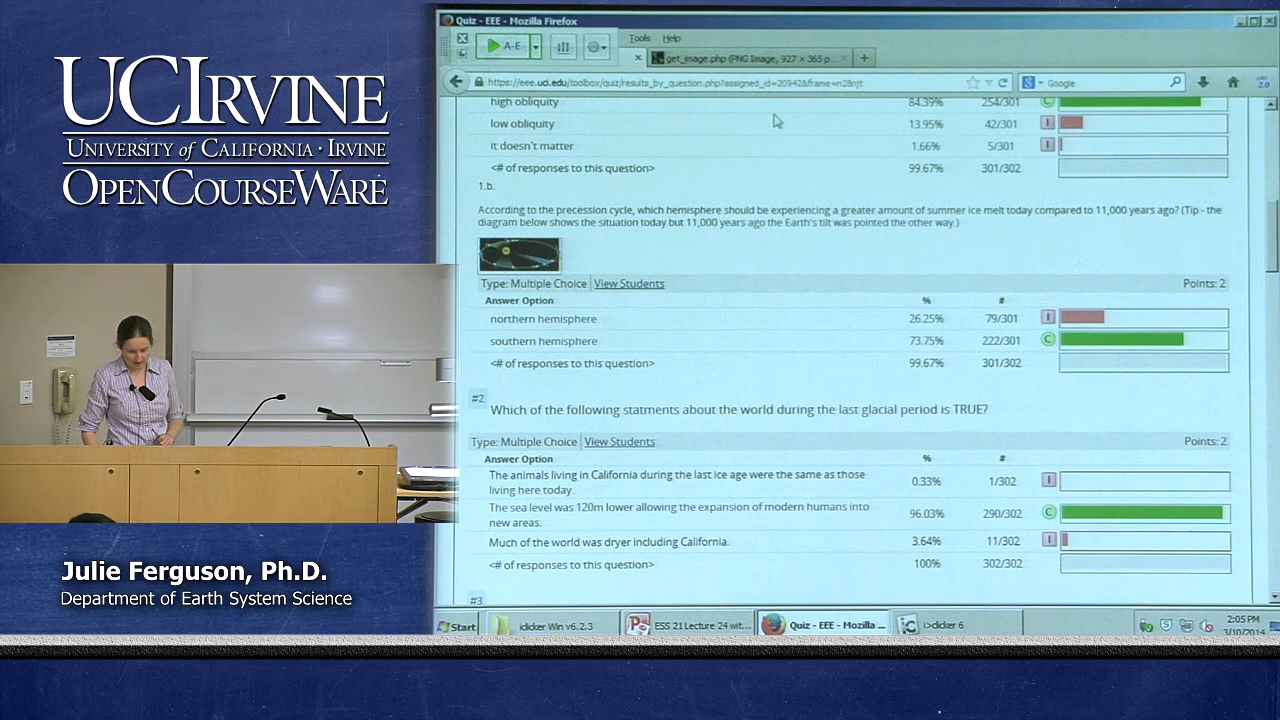 UCIRVINE
UNIVERSITY of CALIFORNIA · IRVINE
OPENCOURSEWARE
Julie Ferguson, Ph.D.
Department of Earth System Science
Quiz - EEE - Mozilla Firefox
A-E
Tools Help
get_image.php (PNG Image, 927 × 365 p...
https://eee.uci.edu/toolbox/quiz/results_by_question.php?assigned_id=20942&frame=n28njt
Google
high obliquity 84.39% 254/301 C
low obliquity 13.95% 42/301 I
it doesn't matter 1.66% 5/301 I
<# of responses to this question> 99.67% 301/302
1.b.
According to the precession cycle, which hemisphere should be experiencing a greater amount of summer ice melt today compared to 11,000 years ago? (Tip - the
diagram below shows the situation today but 11,000 years ago the Earth's tilt was pointed the other way.)
Type: Multiple Choice View Students Points: 2
Answer Option % #
northern hemisphere 26.25% 79/301 I
southern hemisphere 73.75% 222/301 C
<# of responses to this question> 99.67% 301/302
#2
Which of the following statments about the world during the last glacial period is TRUE?
Type: Multiple Choice View Students Points: 2
Answer Option % #
The animals living in California during the last ice age were the same as those
living here today. 0.33% 1/302 I
The sea level was 120m lower allowing the expansion of modern humans into
new areas. 96.03% 290/302 C
Much of the world was dryer including California. 3.64% 11/302 I
<# of responses to this question> 100% 302/302
#3
Start
iclicker Win v6.2.3
ESS 21 Lecture 24 wit...
Quiz - EEE - Mozilla ...
i>clicker 6
2:05 PM
3/10/2014